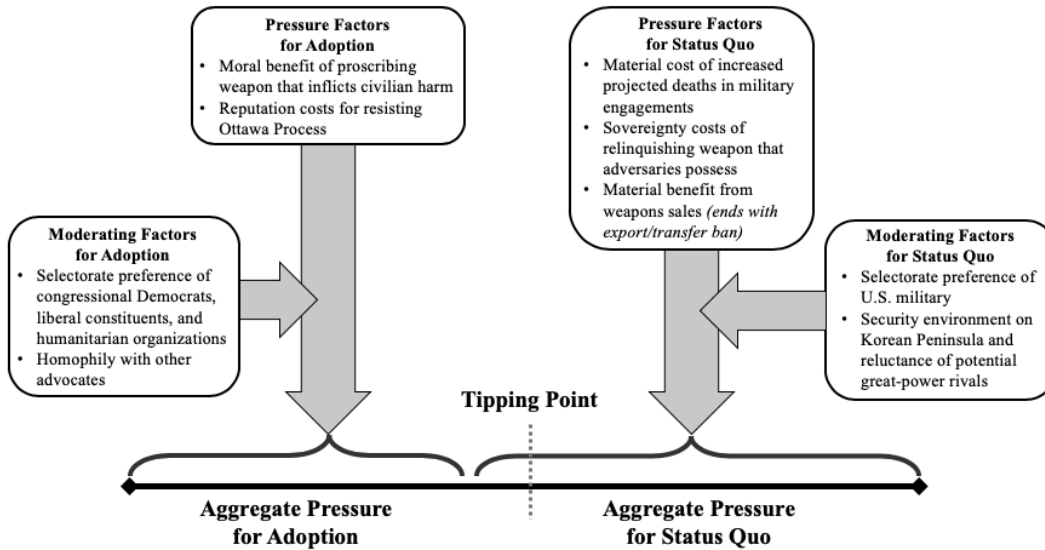 Pressure Factors
for Adoption
• Moral benefit of proscribing
weapon that inflicts civilian harm
• Reputation costs for resisting
Ottawa Process
Pressure Factors
for Status Quo
• Material cost of increased
projected deaths in military
engagements
• Sovereignty costs of
relinquishing weapon that
adversaries possess
• Material benefit from
weapons sales (ends with
export/transfer ban)
Moderating Factors
for Adoption
• Selectorate preference of
congressional Democrats,
liberal constituents, and
humanitarian organizations
• Homophily with other
advocates
Moderating Factors
for Status Quo
• Selectorate preference of
U.S. military
• Security environment on
Korean Peninsula and
reluctance of potential
great-power rivals
Tipping Point
Aggregate Pressure
for Adoption
Aggregate Pressure
for Status Quo